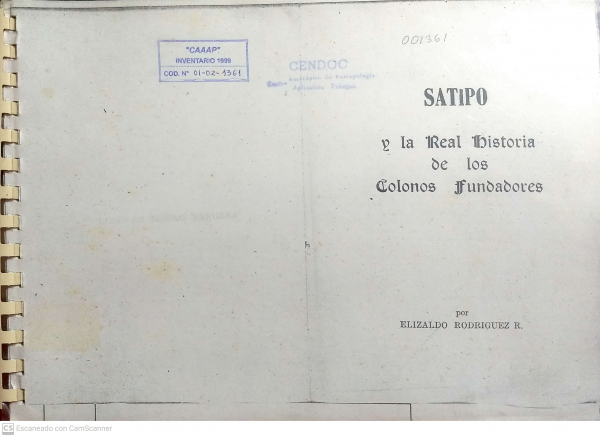 "CAAAP"
INVENTARIO 1999
COD. N° 01-02-1361
CENDOC
001361
SATIPO
y la Real Historia
de los
Colonos Fundadores
por
ELIZALDO RODRIGUEZ R.
CS Escaneado con CamScanner